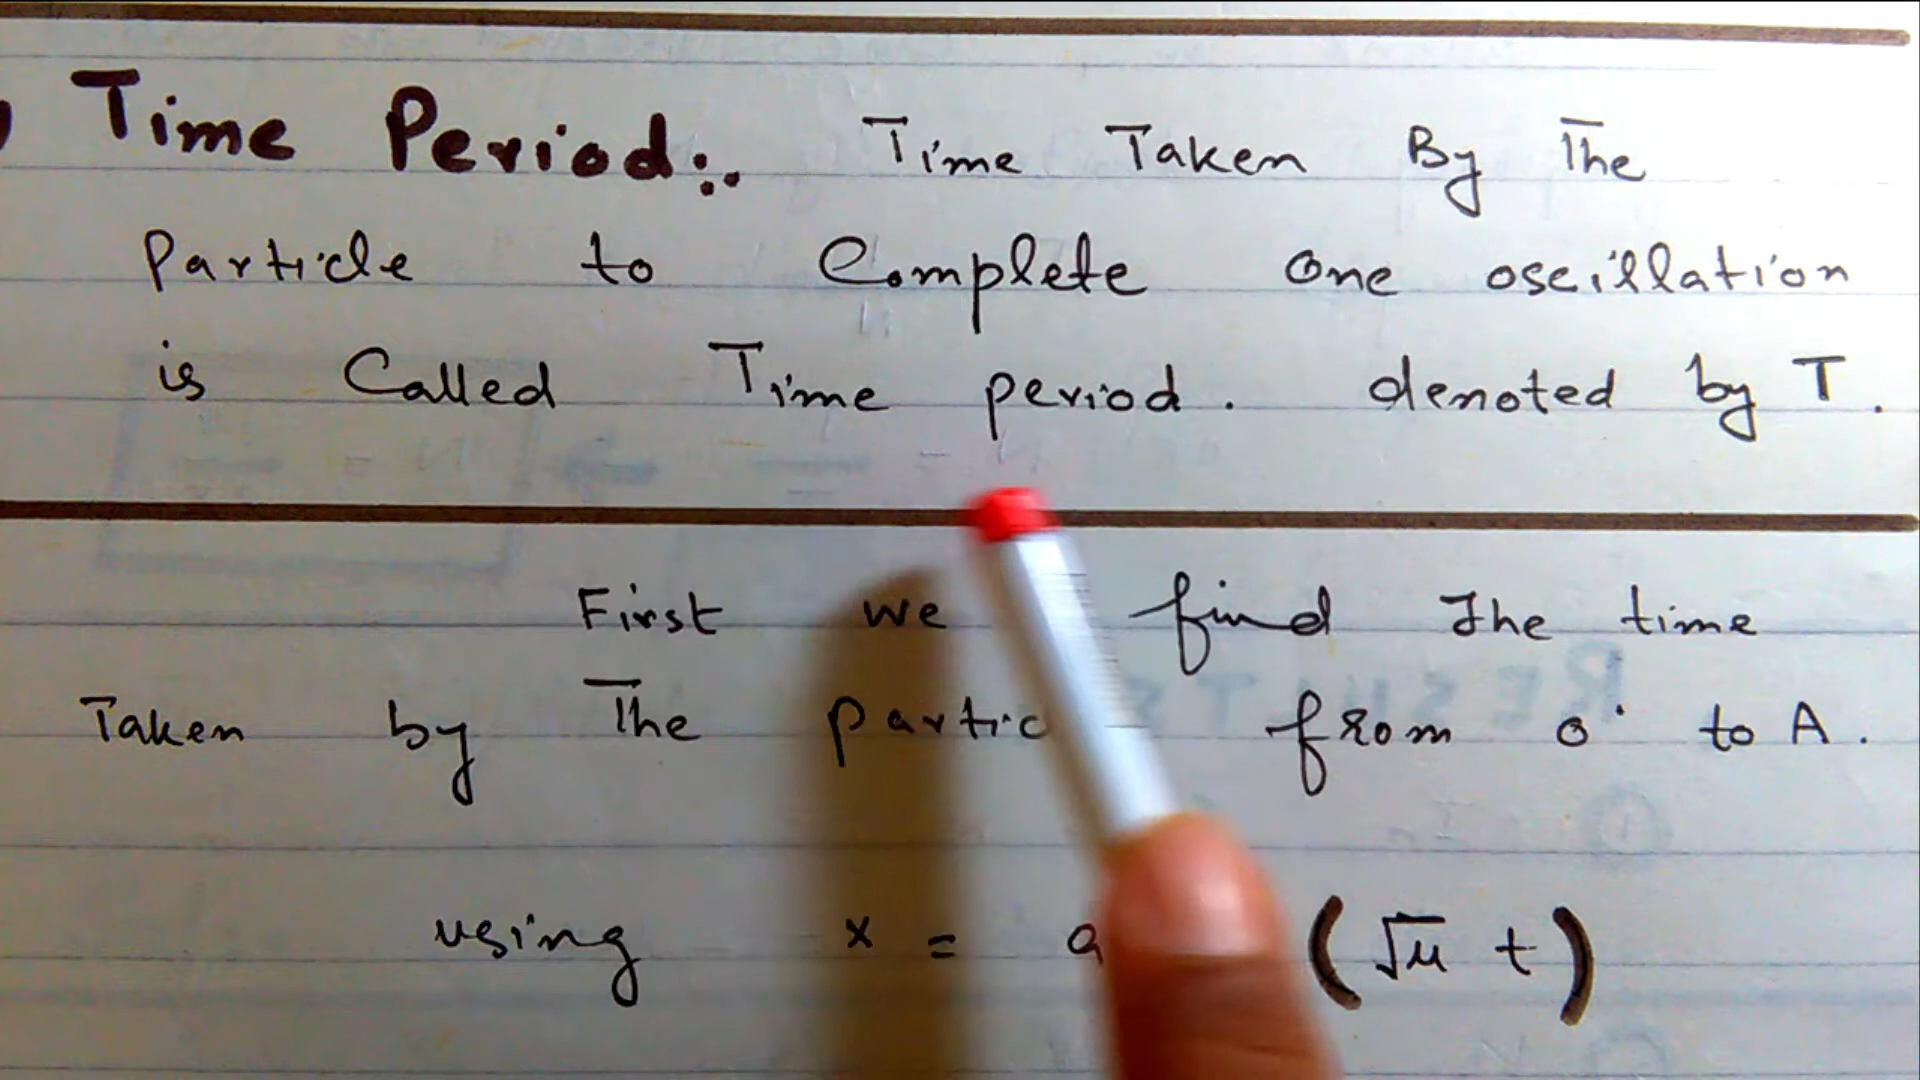 Time Period:. Time Taken By The
Particle to Complete one oscillation
is Called Time period. denoted by T.
First we find The time
Taken by The from o' to A.
using x = a (√μ t)